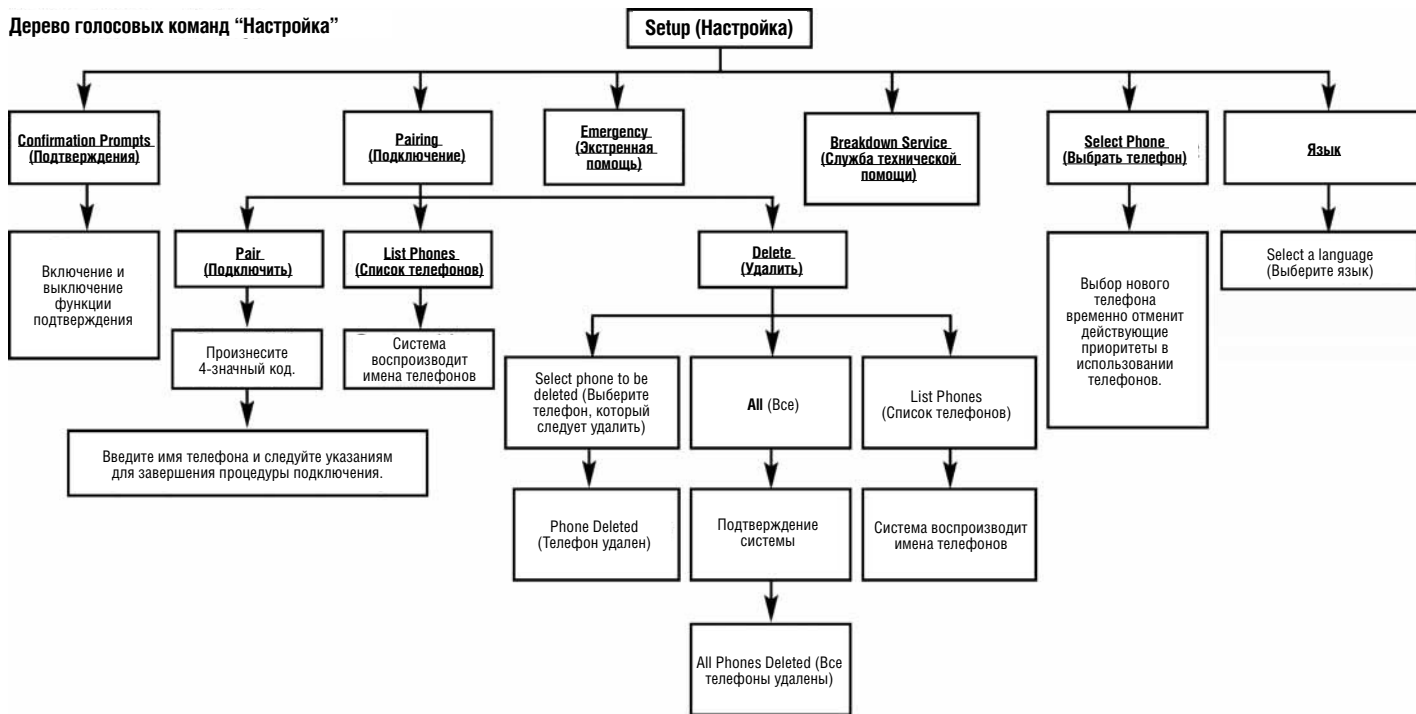 Дерево голосовых команд “Настройка”
Setup (Настройка)
Confirmation Prompts
(Подтверждения)
Pairing
(Подключение)
Emergency
(Экстренная
помощь)
Breakdown Service
(Служба технической
помощи)
Select Phone
(Выбрать телефон)
Язык
Включение и
выключение
функции
подтверждения
Pair
(Подключить)
List Phones
(Список телефонов)
Delete
(Удалить)
Выбор нового
телефона
временно отменит
действующие
приоритеты в
использовании
телефонов.
Select a language
(Выберите язык)
Произнесите
4-значный код.
Система
воспроизводит
имена телефонов
Select phone to be
deleted (Выберите
телефон, который
следует удалить)
All (Все)
List Phones
(Список телефонов)
Введите имя телефона и следуйте указаниям
для завершения процедуры подключения.
Phone Deleted
(Телефон удален)
Подтверждение
системы
Система воспроизводит
имена телефонов
All Phones Deleted (Все
телефоны удалены)